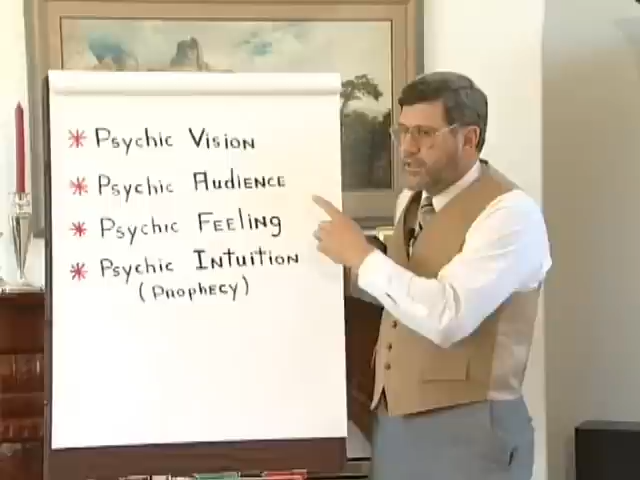 * Psychic Vision
* Psychic Audience
* Psychic Feeling
* Psychic Intuition
(Prophecy)